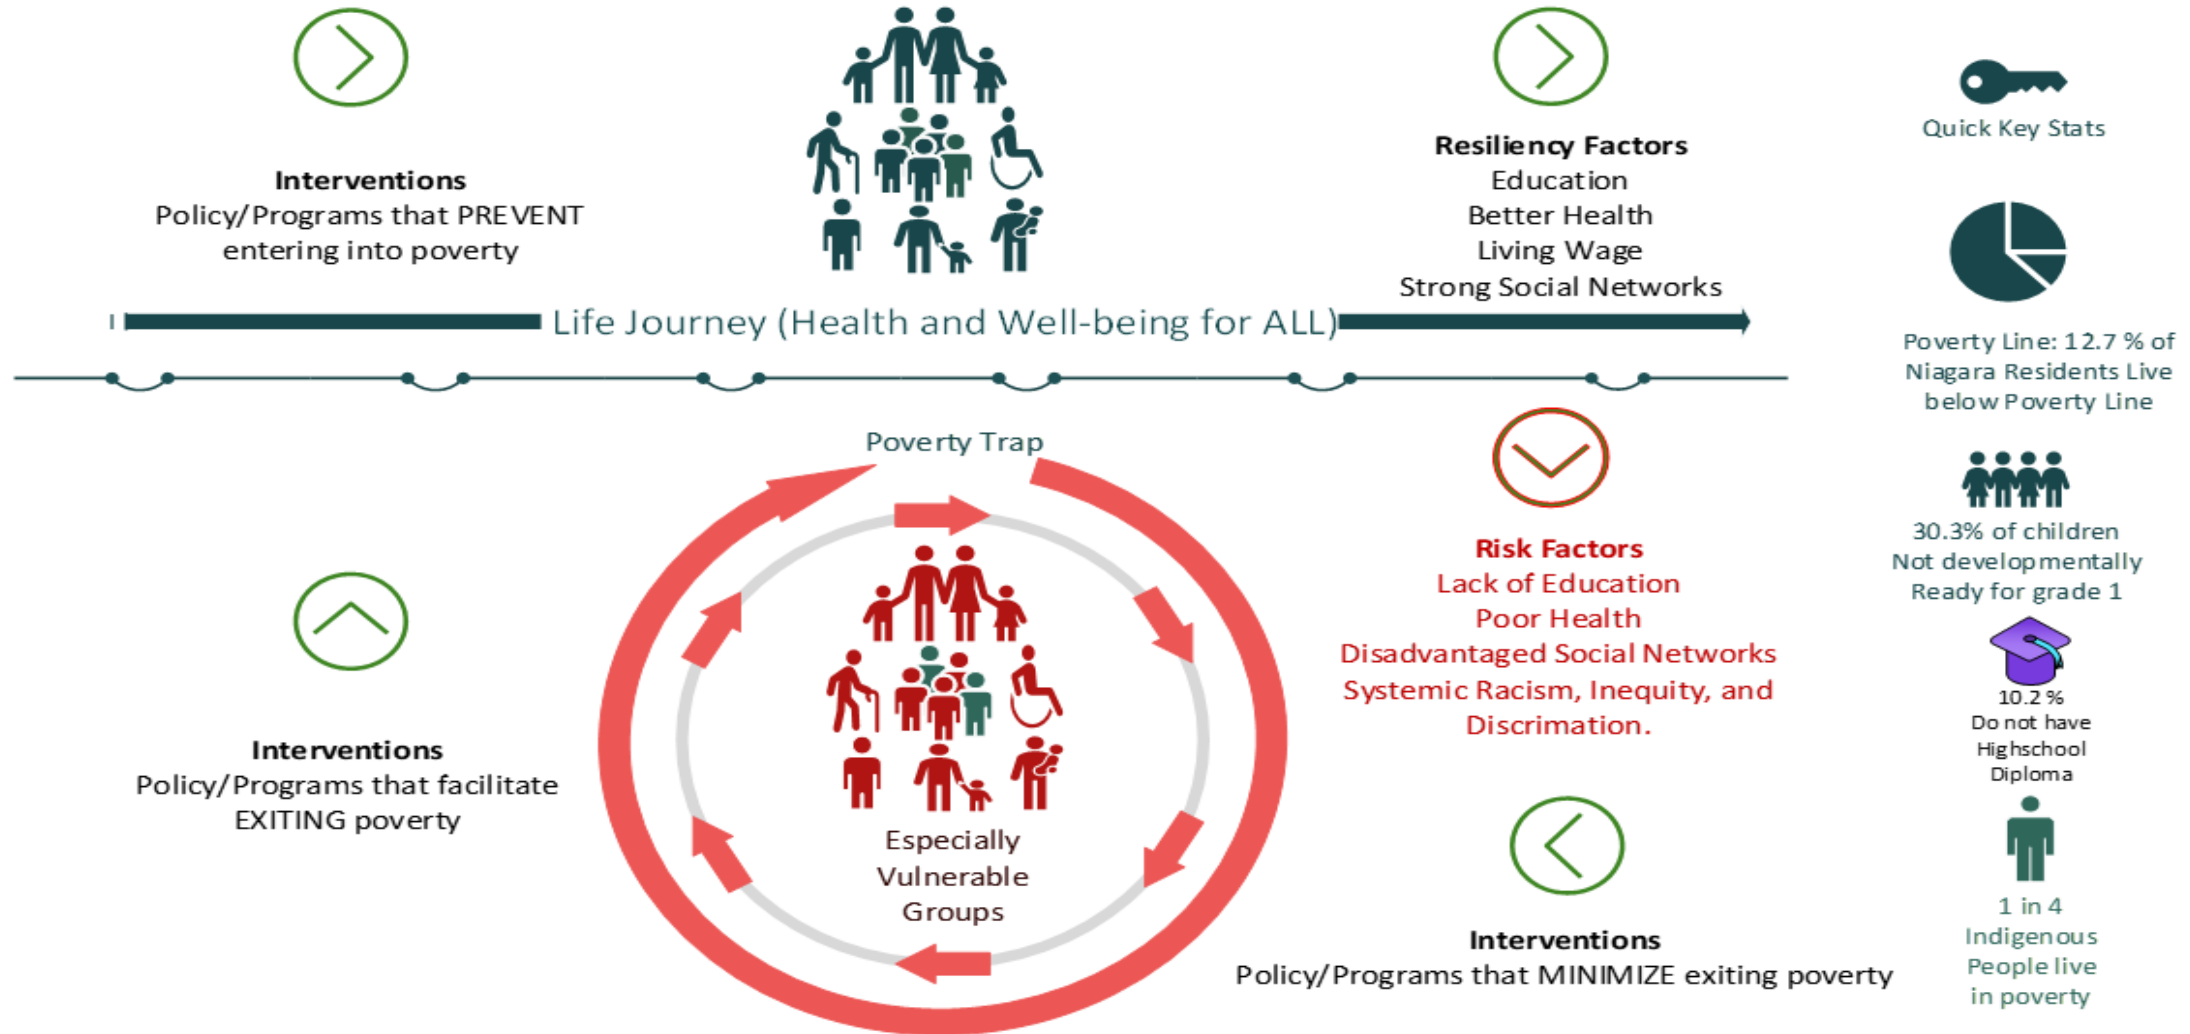 Interventions
Policy/Programs that PREVENT
entering into poverty
Resiliency Factors
Education
Better Health
Living Wage
Strong Social Networks
Life Journey (Health and Well-being for ALL)
Poverty Trap
Interventions
Policy/Programs that facilitate
EXITING poverty
Especially
Vulnerable
Groups
Risk Factors
Lack of Education
Poor Health
Disadvantaged Social Networks
Systemic Racism, Inequity, and
Discrimation.
Interventions
Policy/Programs that MINIMIZE exiting poverty
Quick Key Stats
Poverty Line: 12.7 % of
Niagara Residents Live
below Poverty Line
30.3% of children
Not developmentally
Ready for grade 1
10.2 %
Do not have
Highschool
Diploma
1 in 4
Indigenous
People live
in poverty